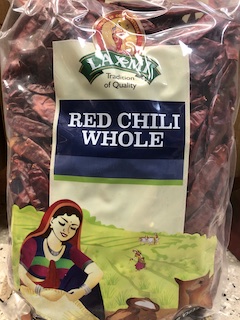 LAXMI
Tradition
of Quality
RED CHILI
WHOLE